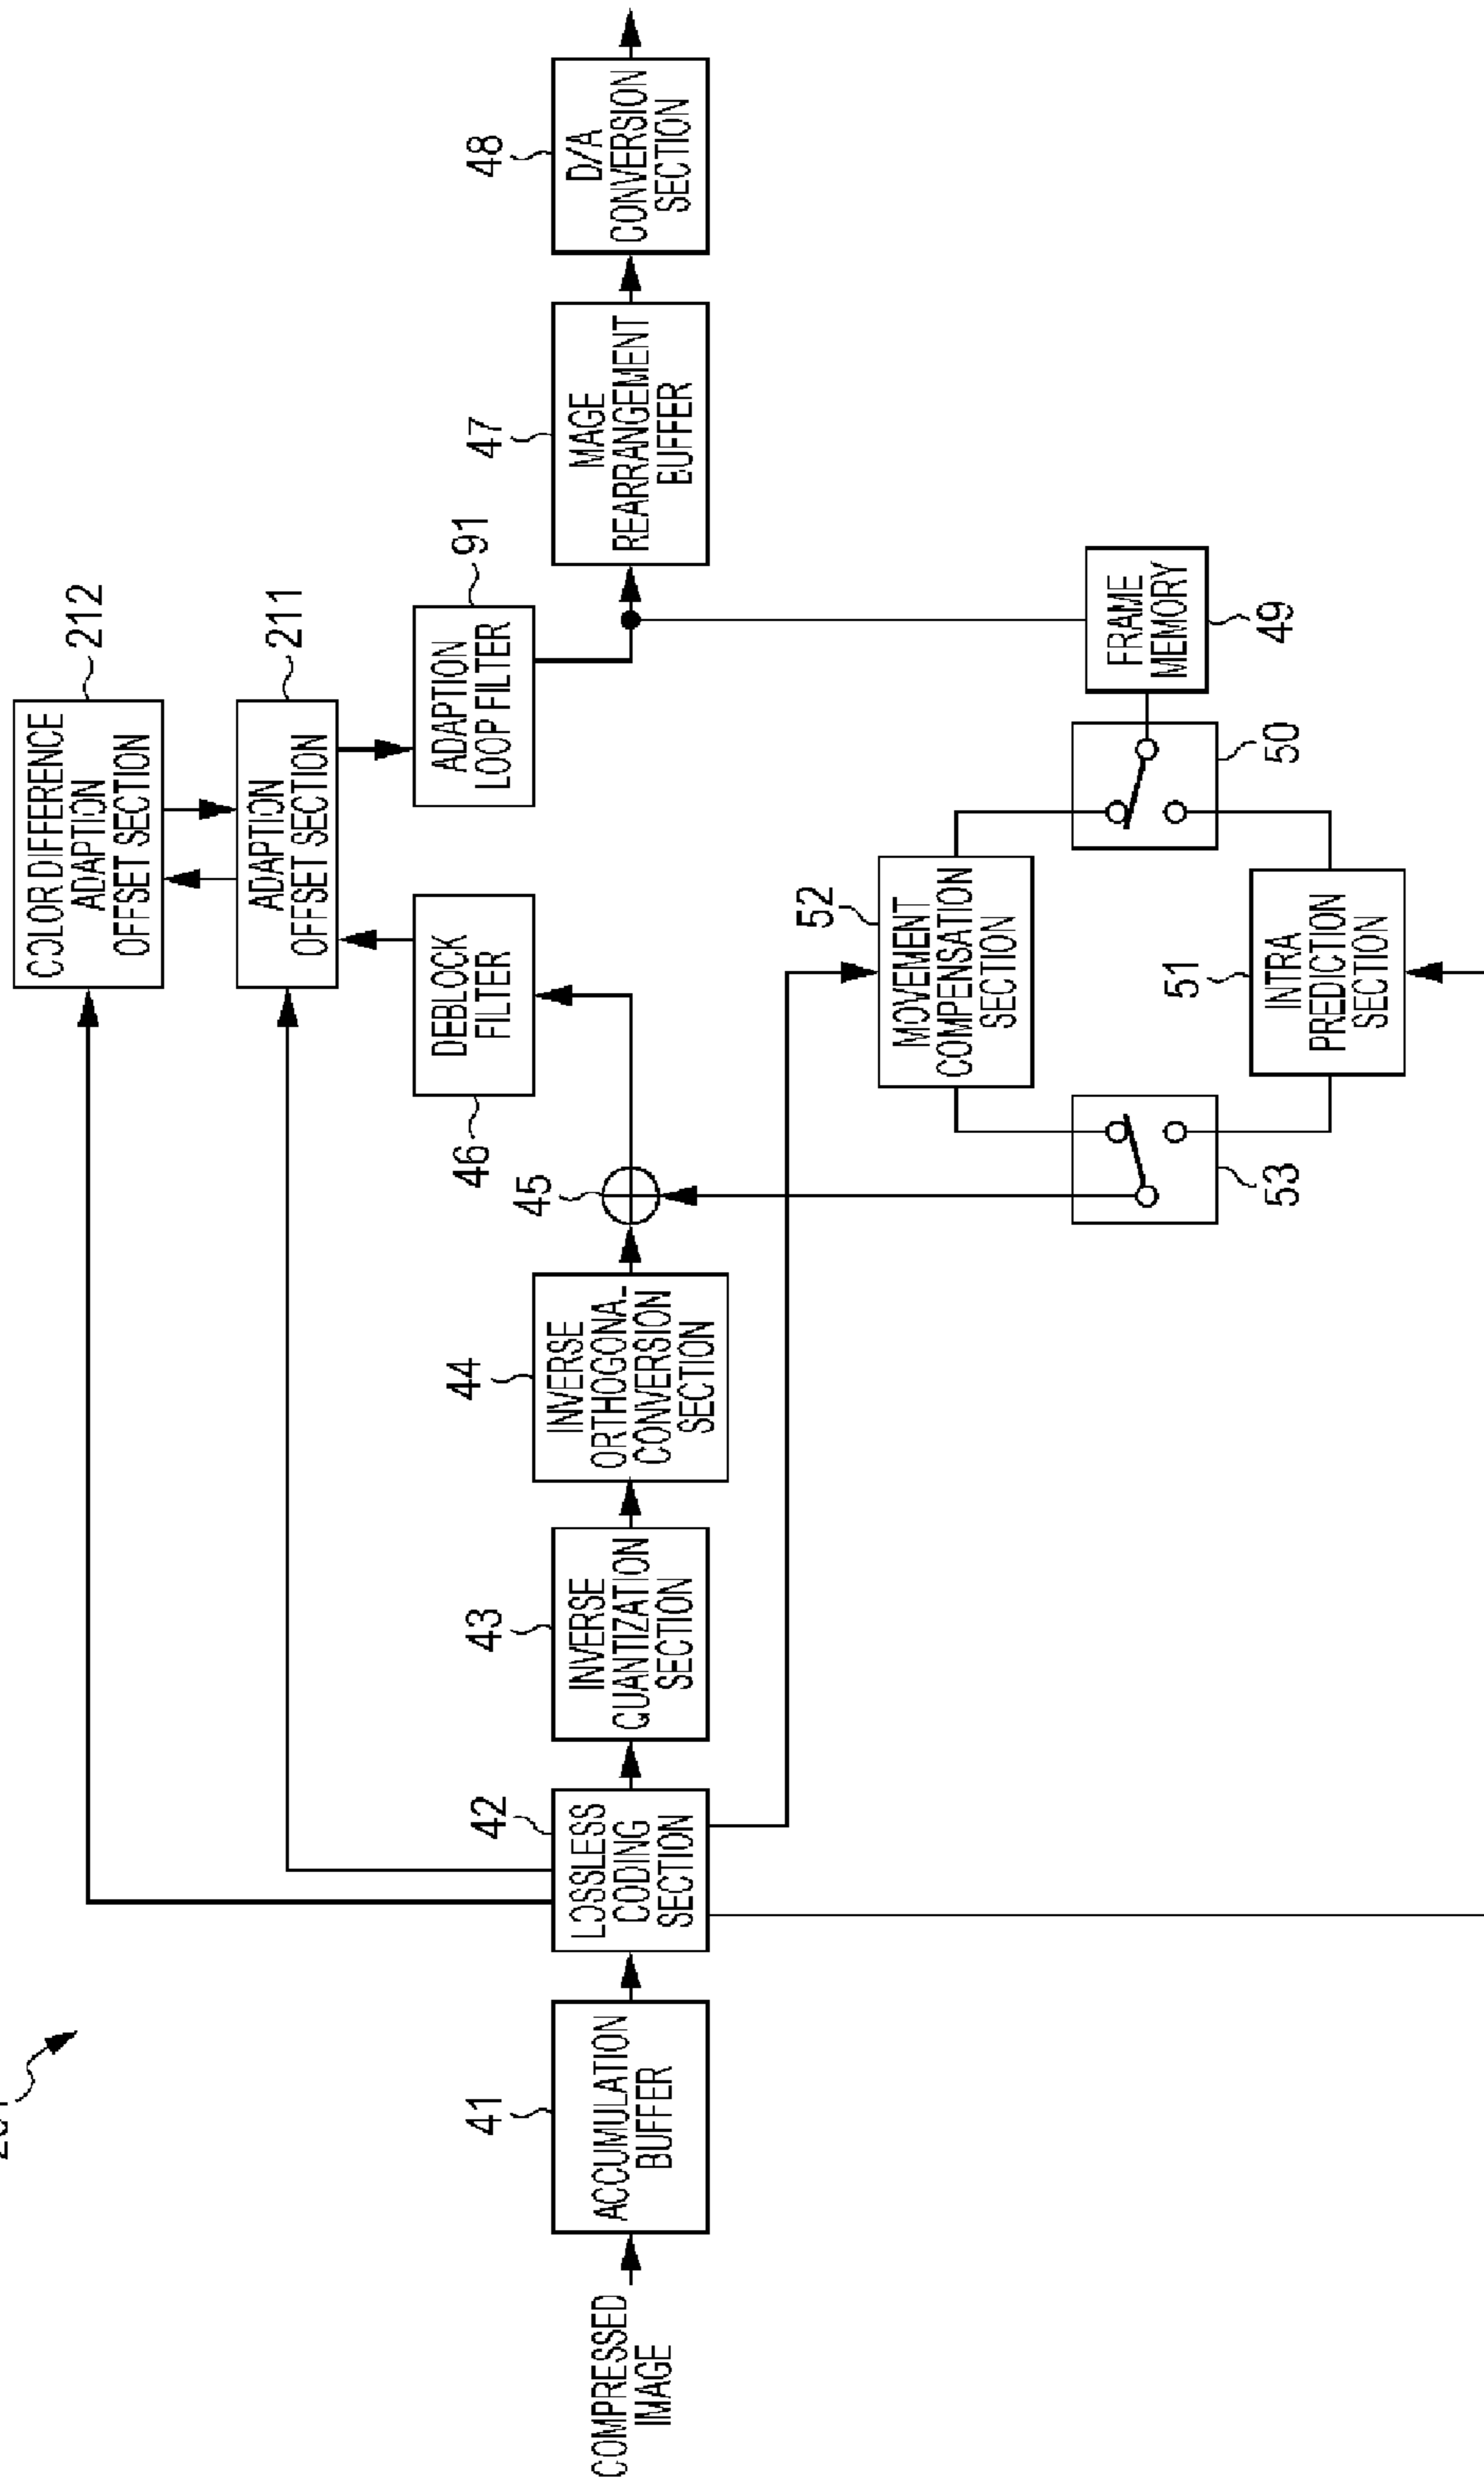 COLOR DIFFERENCE
ADAPTION
OFFSET SECTION
212
ADAPTION
OFFSET SECTION
211
DEBLOCK
FILTER
46
ADAPTION
LOOP FILTER
91
COMPRESSED
IMAGE
41
ACCUMULATION
BUFFER
42
LOSSLESS
CODING
SECTION
43
INVERSE
QUANTIZATION
SECTION
44
INVERSE
ORTHOGONA-
CONVERSION
SECTION
45
47
MAGE
REARRANGEMENT
BUFFER
48
D/A
CONVERSION
SECTION
52
MOVEMENT
COMPENSATION
SECTION
53
50
FRAME
MEMORY
49
51
INTRA
PREDICTION
SECTION